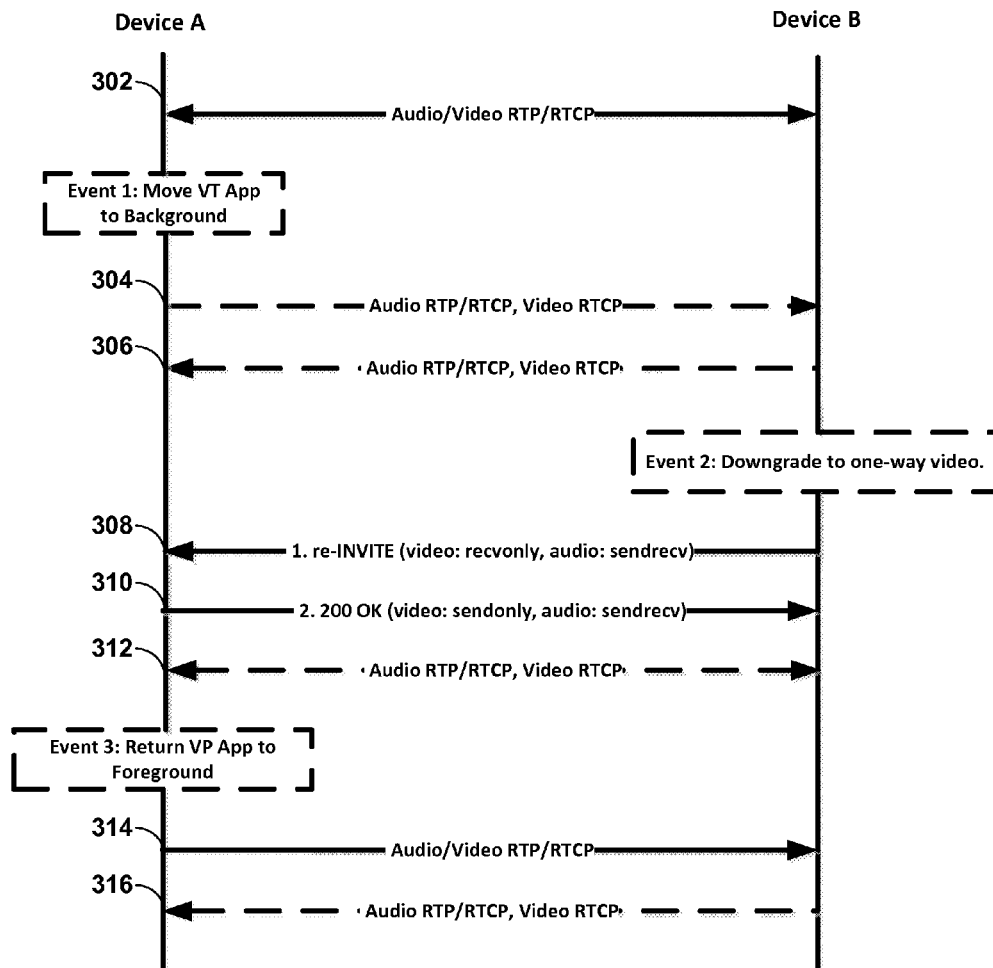 Device A
Device B
302
Audio/Video RTP/RTCP
Event 1: Move VT App
to Background
304
Audio RTP/RTCP, Video RTCP
306
Audio RTP/RTCP, Video RTCP
Event 2: Downgrade to one-way video.
308
1. re-INVITE (video: recvonly, audio: sendrecv)
310
2. 200 OK (video: sendonly, audio: sendrecv)
312
Audio RTP/RTCP, Video RTCP
Event 3: Return VP App to
Foreground
314
Audio/Video RTP/RTCP
316
Audio RTP/RTCP, Video RTCP